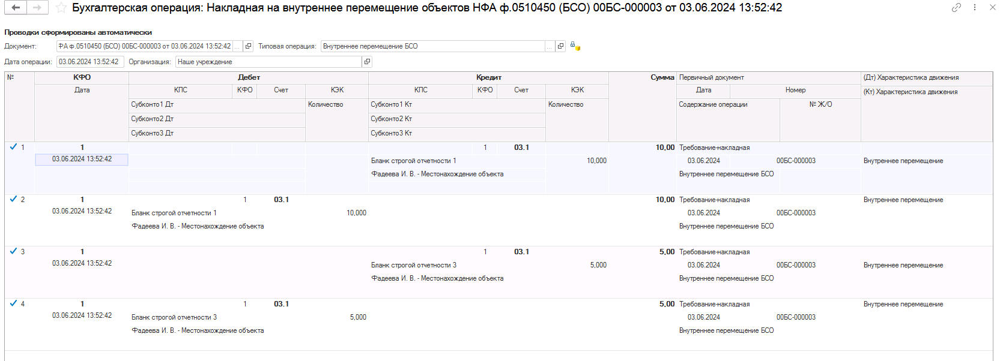 Бухгалтерская операция: Накладная на внутреннее перемещение объектов НФА ф.0510450 (БСО) 00БС-000003 от 03.06.2024 13:52:42
Проводки сформированы автоматически
Документ: ФА ф.0510450 (БСО) 00БС-000003 от 03.06.2024 13:52:42 ... Типовая операция: Внутреннее перемещение БСО ...
Дата операции: 03.06.2024 13:52:42 Организация: Наше учреждение
№ КФО Дебет Кредит Сумма Первичный документ (Дт) Характеристика движения
Дата КПС КФО Счет КЭК КПС КФО Счет КЭК Дата Номер (Кт) Характеристика движения
Субконто1 Дт Количество Субконто1 Кт Количество Содержание операции № Ж/О
Субконто2 Дт Субконто2 Кт
Субконто3 Дт Субконто3 Кт
1 1 1 03.1 10,00 Требование-накладная
03.06.2024 13:52:42 Бланк строгой отчетности 1 10,000 03.06.2024 00БС-000003 Внутреннее перемещение
Фадеева И. В. - Местонахождение объекта Внутреннее перемещение БСО
2 1 1 03.1 10,00 Требование-накладная Внутреннее перемещение
03.06.2024 13:52:42 Бланк строгой отчетности 1 10,000 03.06.2024 00БС-000003
Фадеева И. В. - Местонахождение объекта Внутреннее перемещение БСО
3 1 1 03.1 5,00 Требование-накладная
03.06.2024 13:52:42 Бланк строгой отчетности 3 5,000 03.06.2024 00БС-000003 Внутреннее перемещение
Фадеева И. В. - Местонахождение объекта Внутреннее перемещение БСО
4 1 1 03.1 5,00 Требование-накладная Внутреннее перемещение
03.06.2024 13:52:42 Бланк строгой отчетности 3 5,000 03.06.2024 00БС-000003
Фадеева И. В. - Местонахождение объекта Внутреннее перемещение БСО